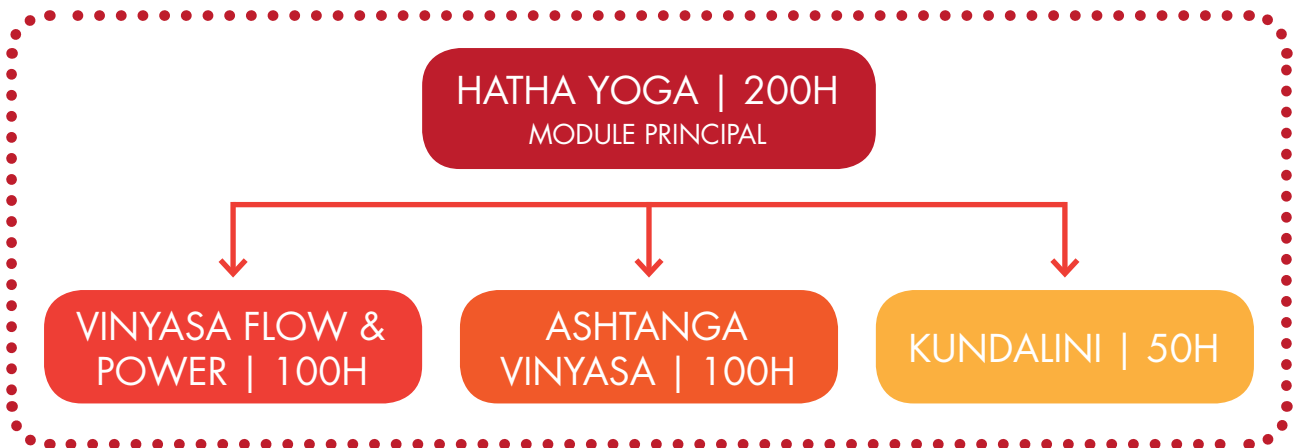 HATHA YOGA | 200H
MODULE PRINCIPAL
VINYASA FLOW &
POWER | 100H
ASHTANGA
VINYASA | 100H
KUNDALINI | 50H